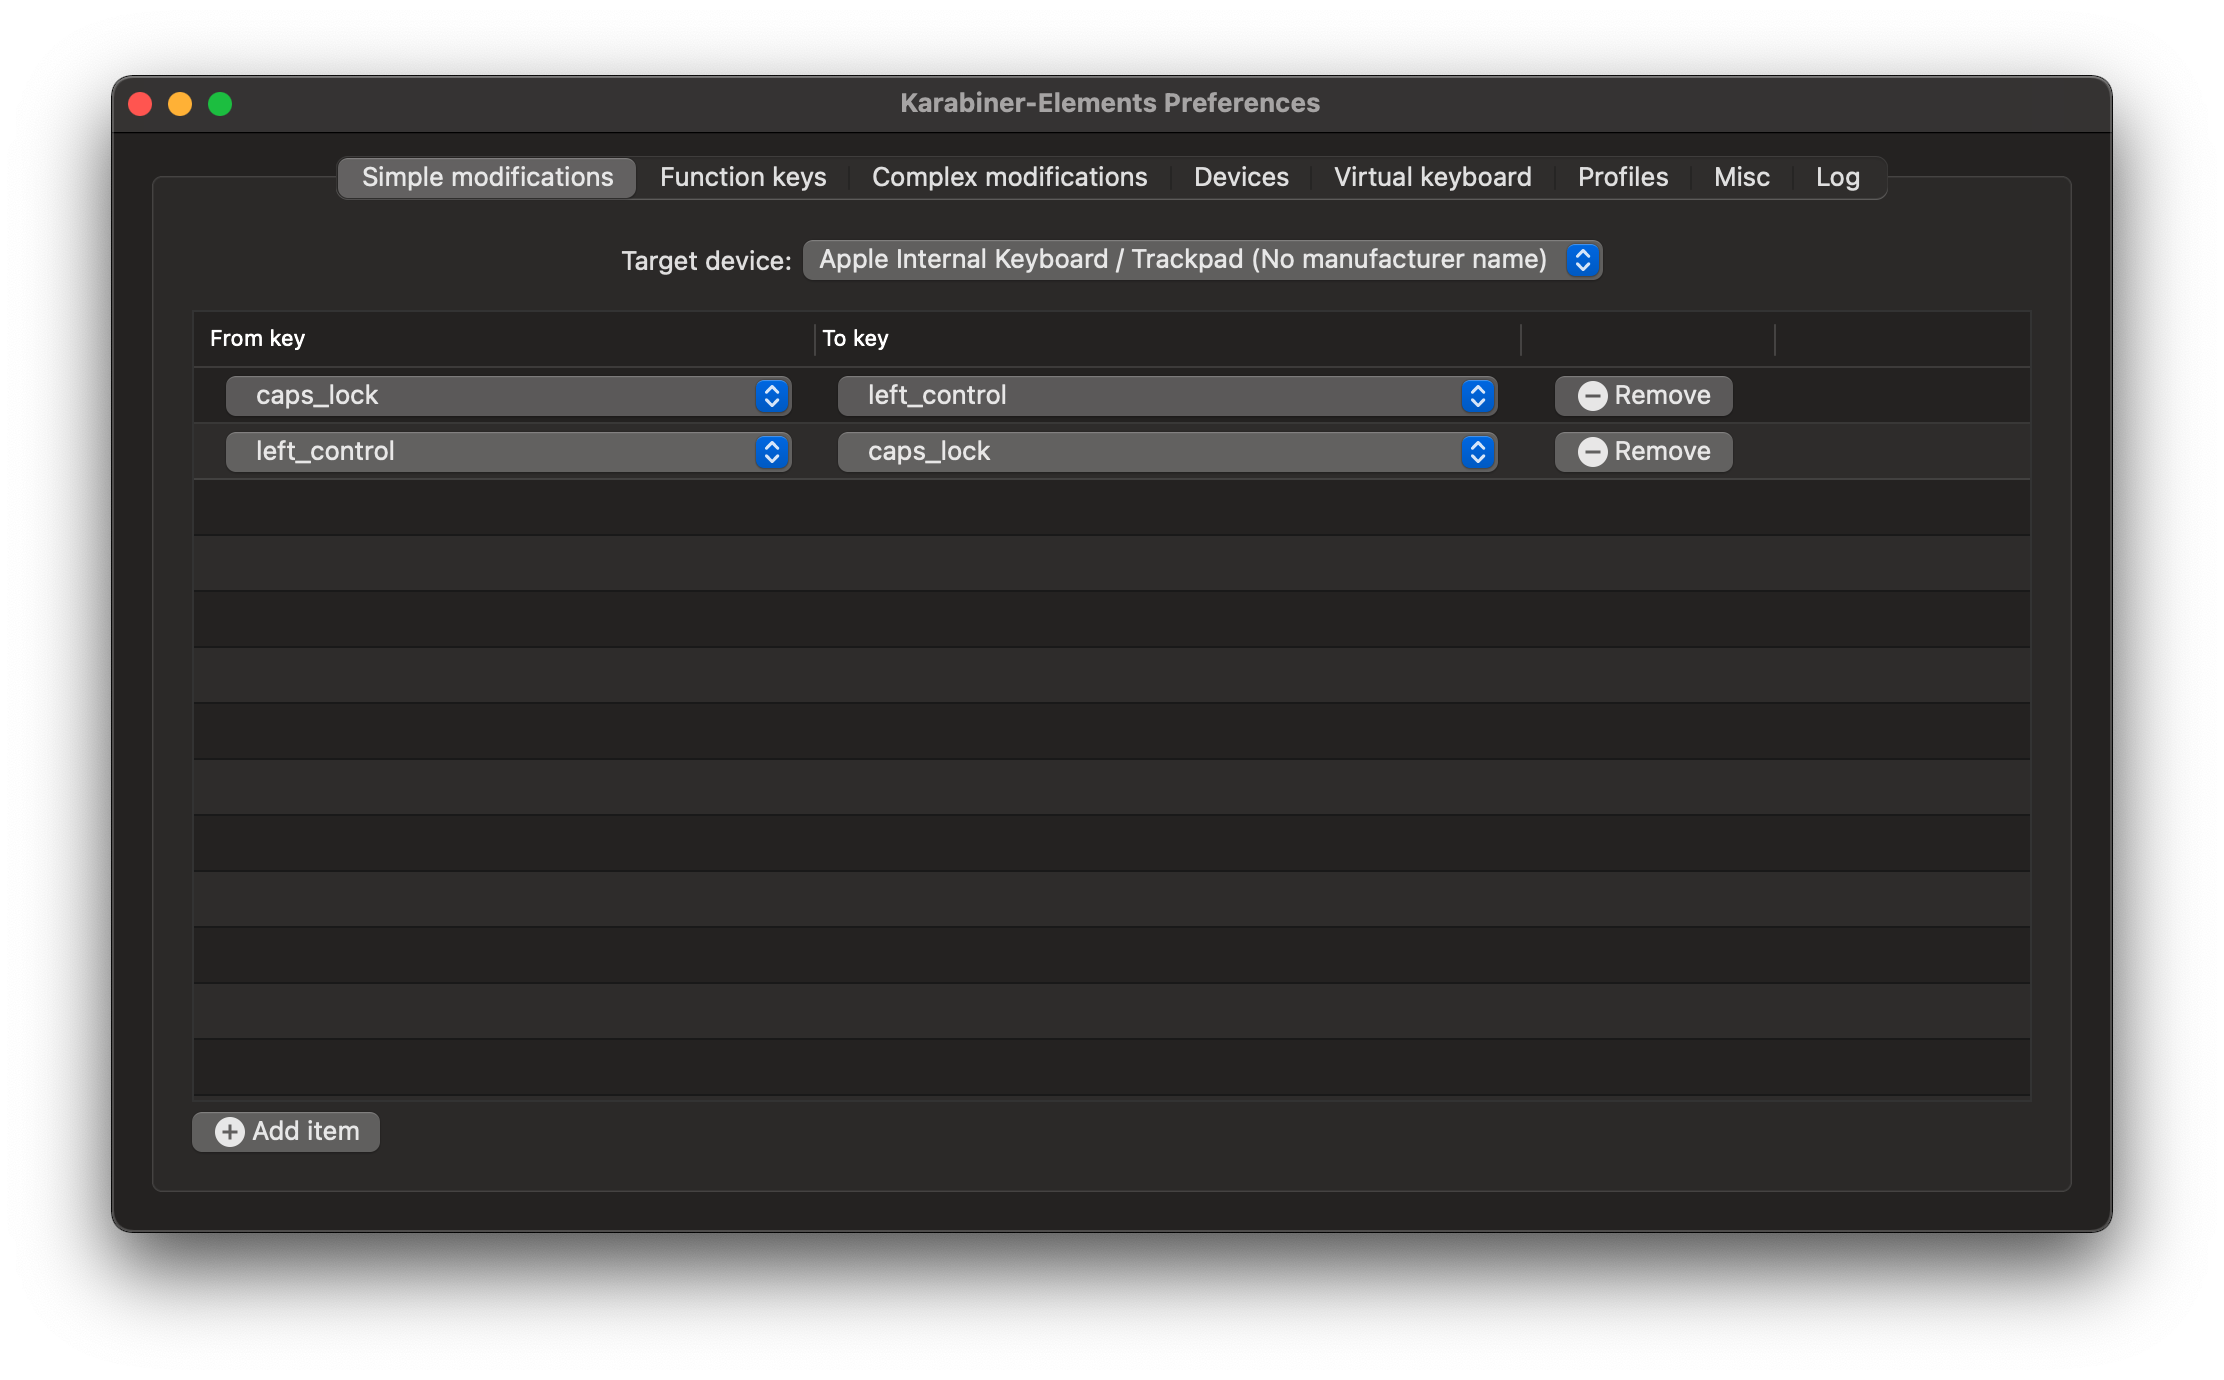 Karabiner-Elements Preferences
Simple modifications Function keys Complex modifications Devices Virtual keyboard Profiles Misc Log
Target device: Apple Internal Keyboard / Trackpad (No manufacturer name)
From key To key
caps_lock left_control Remove
left_control caps_lock Remove
Add item